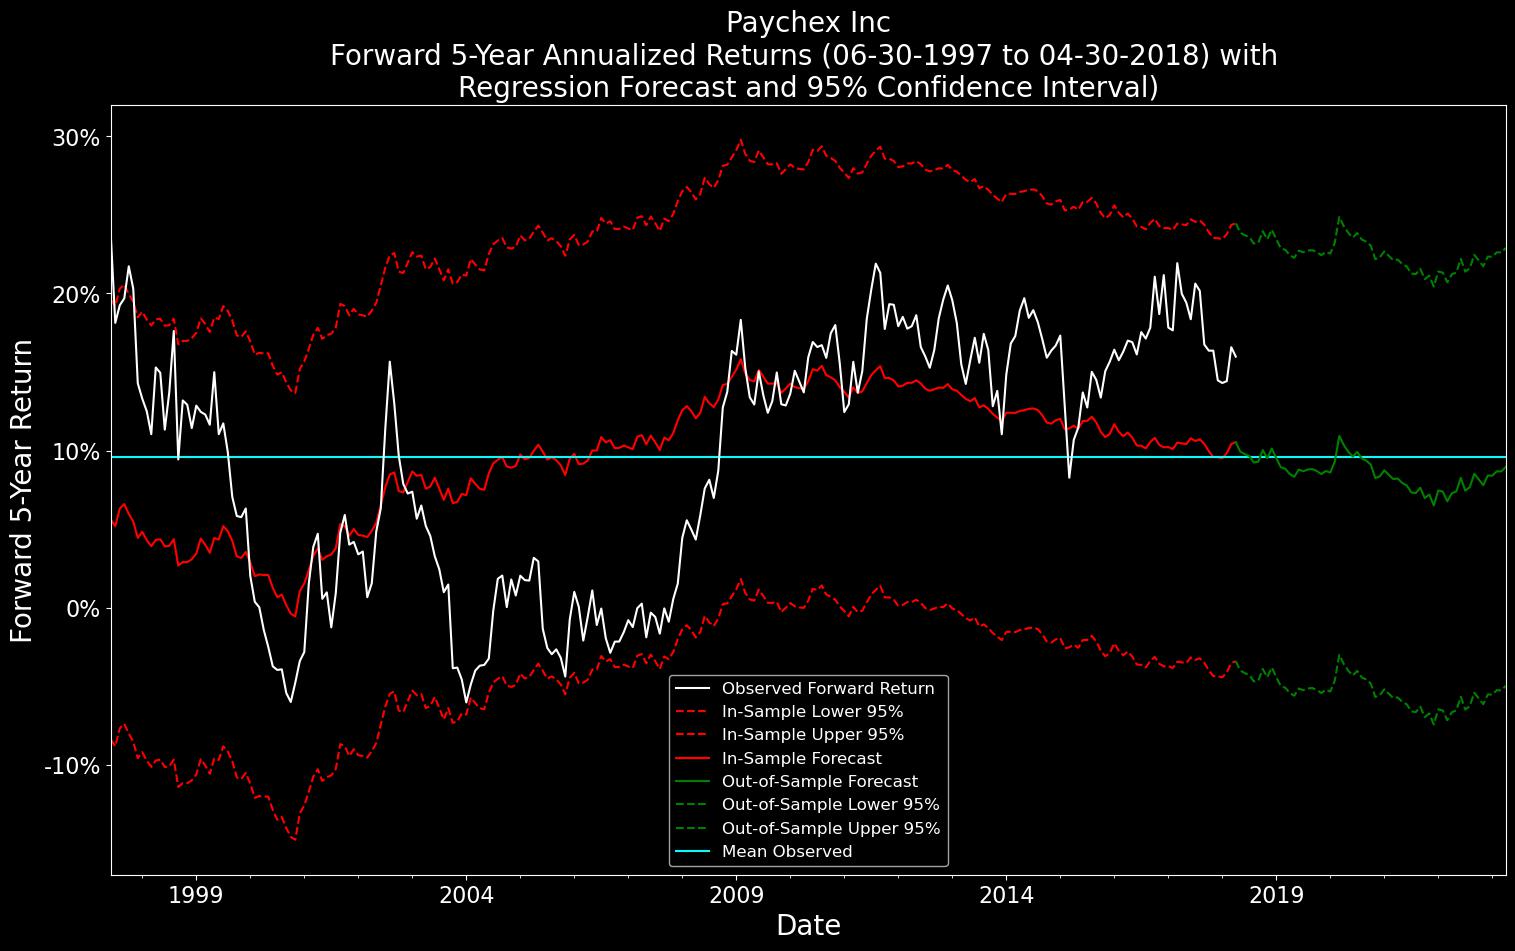 Paychex Inc
Forward 5-Year Annualized Returns (06-30-1997 to 04-30-2018) with
Regression Forecast and 95% Confidence Interval)
30%
20%
10%
0%
-10%
Forward 5-Year Return
Observed Forward Return
In-Sample Lower 95%
In-Sample Upper 95%
In-Sample Forecast
Out-of-Sample Forecast
Out-of-Sample Lower 95%
Out-of-Sample Upper 95%
Mean Observed
1999 2004 2009 2014 2019
Date